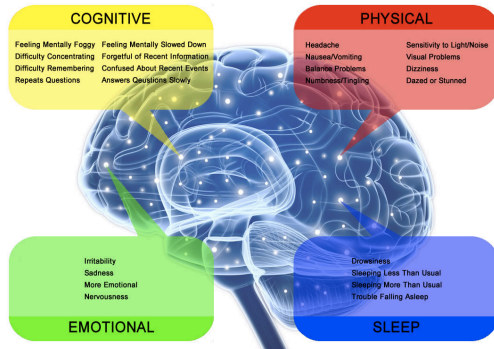 COGNITIVE
Feeling Mentally Foggy
Difficulty Concentrating
Difficulty Remembering
Repeats Questions
Feeling Mentally Slowed Down
Forgetful of Recent Information
Confused About Recent Events
Answers Qeustions Slowly
PHYSICAL
Headache
Nausea/Vomiting
Balance Problems
Numbness/Tingling
Sensitivity to Light/Noise
Visual Problems
Dizziness
Dazed or Stunned
Irritability
Sadness
More Emotional
Nervousness
EMOTIONAL
Drowsiness
Sleeping Less Than Usual
Sleeping More Than Usual
Trouble Falling Asleep
SLEEP